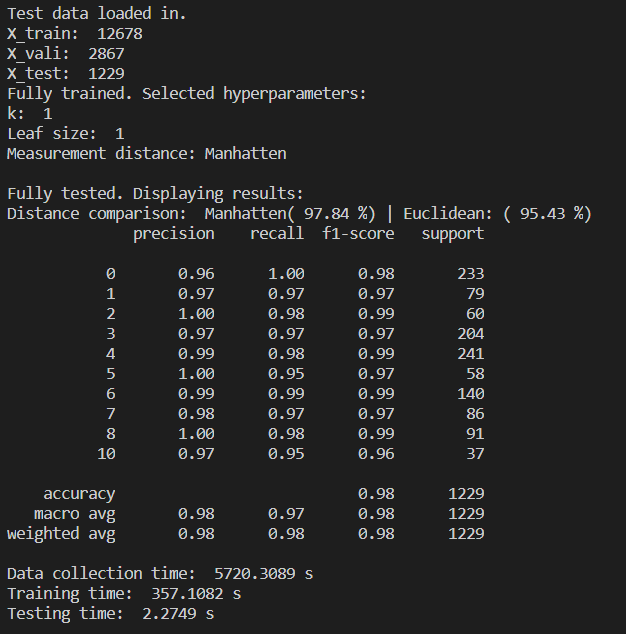 Test data loaded in.
X_train:  12678
X_vali:  2867
X_test:  1229
Fully trained. Selected hyperparameters:
k:  1
Leaf size:  1
Measurement distance: Manhatten
Fully tested. Displaying results:
Distance comparison:  Manhatten( 97.84 %) | Euclidean: ( 95.43 %)
precision    recall  f1-score   support
0       0.96      1.00      0.98       233
1       0.97      0.97      0.97        79
2       1.00      0.98      0.99        60
3       0.97      0.97      0.97       204
4       0.99      0.98      0.99       241
5       1.00      0.95      0.97        58
6       0.99      0.99      0.99       140
7       0.98      0.97      0.97        86
8       1.00      0.98      0.99        91
10       0.97      0.95      0.96        37
accuracy                           0.98      1229
macro avg       0.98      0.97      0.98      1229
weighted avg       0.98      0.98      0.98      1229
Data collection time:  5720.3089 s
Training time:  357.1082 s
Testing time:  2.2749 s